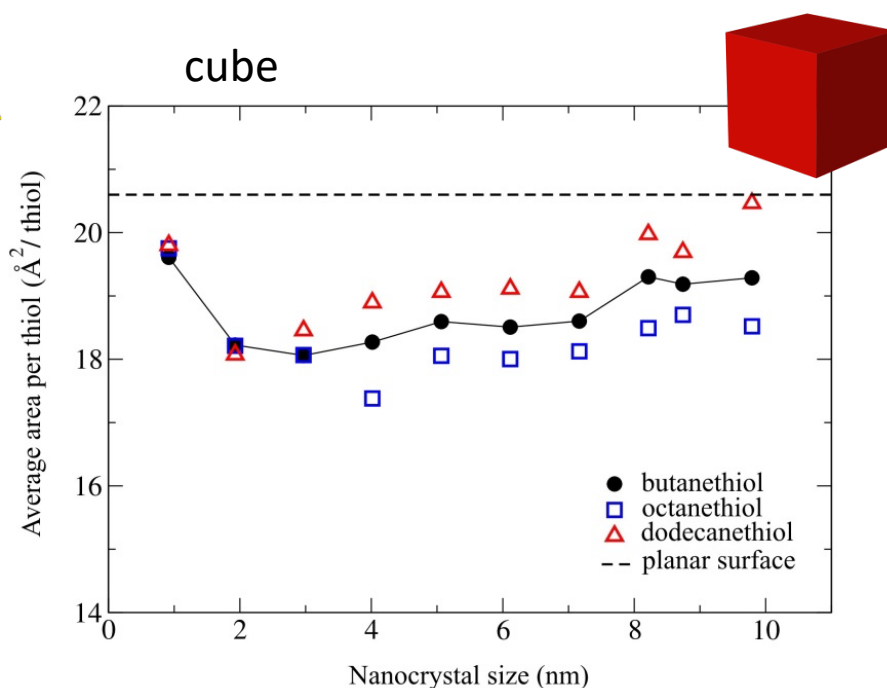 cube
22
20
18
16
14
Average area per thiol (Å²/ thiol)
butanethiol
octanethiol
dodecanethiol
planar surface
0
2
4
6
8
10
Nanocrystal size (nm)